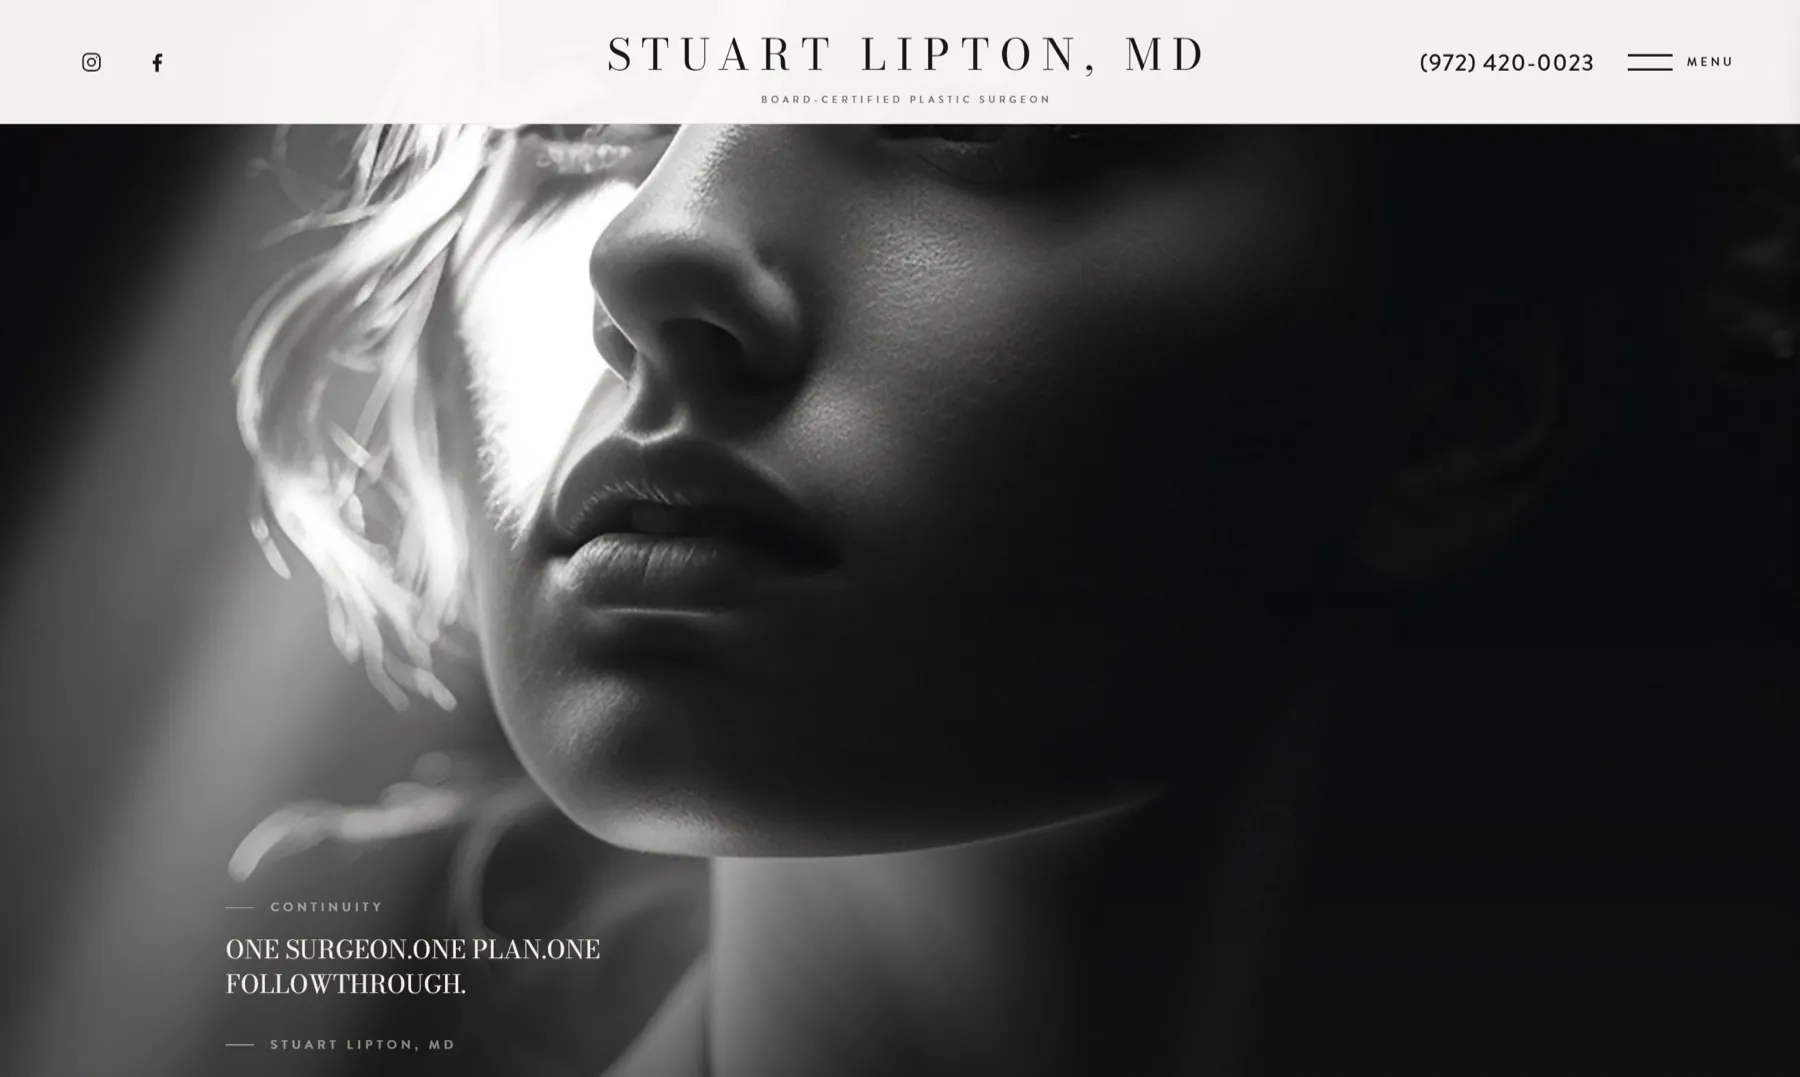 STUART LIPTON, MD
BOARD-CERTIFIED PLASTIC SURGEON
(972) 420-0023
MENU
CONTINUITY
ONE SURGEON.ONE PLAN.ONE
FOLLOWTHROUGH.
STUART LIPTON, MD